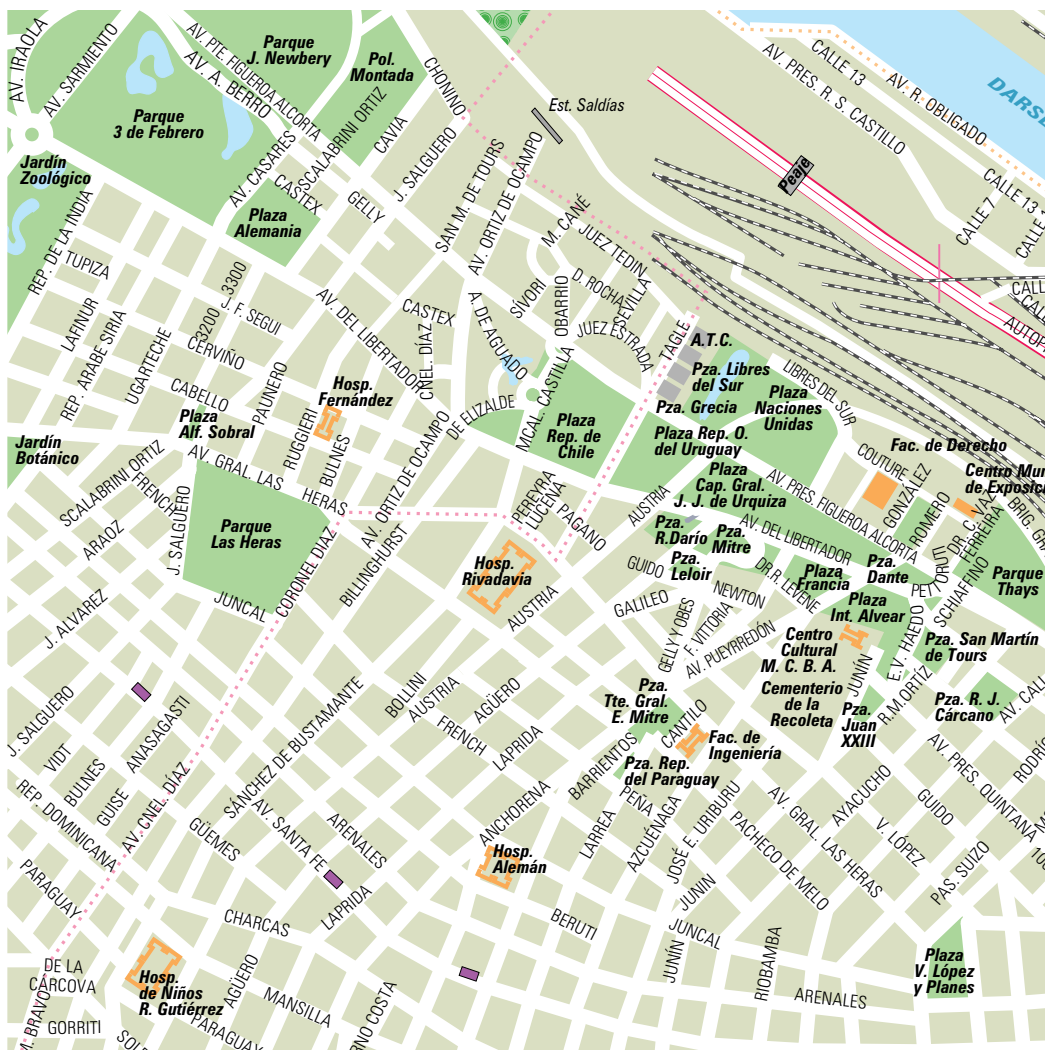 AV. IRAOLA
AV. SARMIENTO
AV. PTE. FIGUEROA ALCORTA
AV. A. BERRO
Parque
J. Newbery
Pol.
Montada
CHONINO
Parque
3 de Febrero
SCALABRINI ORTIZ
CAVIA
J. SALGUERO
Est. Saldías
AV. PRES. R. S. CASTILLO
CALLE 13
AV. R. OBLIGADO
Peaje
CALLE 7
CALLE 13
Jardín
Zoológico
AV. CASARES
CASTEX
GELLY
Plaza
Alemania
SAN M. DE TOURS
AV. ORTIZ DE OCAMPO
M. CANÉ
JUEZ TEDIN
REP. DE LA INDIA
TUPIZA
LAFINUR
REP. ARABE SIRIA
UGARTECHE
3200 - 3300
J. F. SEGUI
CERVIÑO
CABELLO
PAUNERO
AV. DEL LIBERTADOR
CASTEX
CNEL. DÍAZ
A. DE AGUADO
SÍVORI
OBARRIO
D. ROCHA
SEVILLA
JUEZ ESTRADA
TAGLE
A.T.C.
Pza. Libres
del Sur
Pza. Grecia
LIBRES DEL SUR
Plaza
Naciones
Unidas
Plaza
Alf. Sobral
Hosp.
Fernández
RUGGIERI
BULNES
AV. ORTIZ DE OCAMPO
DE ELIZALDE
MCAL. CASTILLA
Plaza
Rep. de
Chile
Plaza Rep. O.
del Uruguay
Plaza
Cap. Gral.
J. J. de Urquiza
COUTURE
Fac. de Derecho
Jardín
Botánico
AV. GRAL. LAS HERAS
SCALABRINI ORTIZ
FRENCH
ARAOZ
J. SALGUERO
Parque
Las Heras
JUNCAL
CORONEL DÍAZ
BILLINGHURST
PEREYRA
LUCENA
PAGANO
AUSTRIA
Hosp.
Rivadavia
AUSTRIA
Pza.
R.Darío
Pza.
Mitre
AV. DEL LIBERTADOR
AV. PRES. FIGUEROA ALCORTA
GONZÁLEZ
ROMERO
Pza.
Leloir
GUIDO
GALILEO
NEWTON
DR.R. LEVENE
Plaza
Francia
Pza.
Dante
Plaza
Int. Alvear
SCHIAFFINO
Parque
Thays
J. ALVAREZ
GELLY Y OBES
F. VITTORIA
AV. PUEYRREDÓN
Centro
Cultural
M. C. B. A.
E.V. HAEDO
Pza. San Martín
de Tours
Cementerio
de la
Recoleta
JUNÍN
Pza.
Juan
XXIII
R.M.ORTIZ
Pza. R. J.
Cárcano
Pza.
Tte. Gral.
E. Mitre
BOLLINI
AUSTRIA
AGÜERO
FRENCH
LAPRIDA
BARRIENTOS
CANTILO
Fac. de
Ingeniería
Pza. Rep.
del Paraguay
J. SALGUERO
VIDT
BULNES
GUISE
ANASAGASTI
AV. CNEL. DÍAZ
SÁNCHEZ DE BUSTAMANTE
AV. SANTA FE
ARENALES
GÜEMES
REP. DOMINICANA
PARAGUAY
ANCHORENA
PEÑA
LARREA
AZCUÉNAGA
JOSÉ E. URIBURU
PACHECO DE MELO
AV. GRAL. LAS HERAS
AYACUCHO
V. LÓPEZ
GUIDO
AV. PRES. QUINTANA
PAS. SUIZO
Hosp.
Alemán
LAPRIDA
CHARCAS
BERUTI
JUNIN
JUNCAL
JUNÍN
RIOBAMBA
ARENALES
Plaza
V. López
y Planes
DE LA
CÁRCOVA
Hosp.
de Niños
R. Gutiérrez
AGÜERO
MANSILLA
PARAGUAY
GORRITI